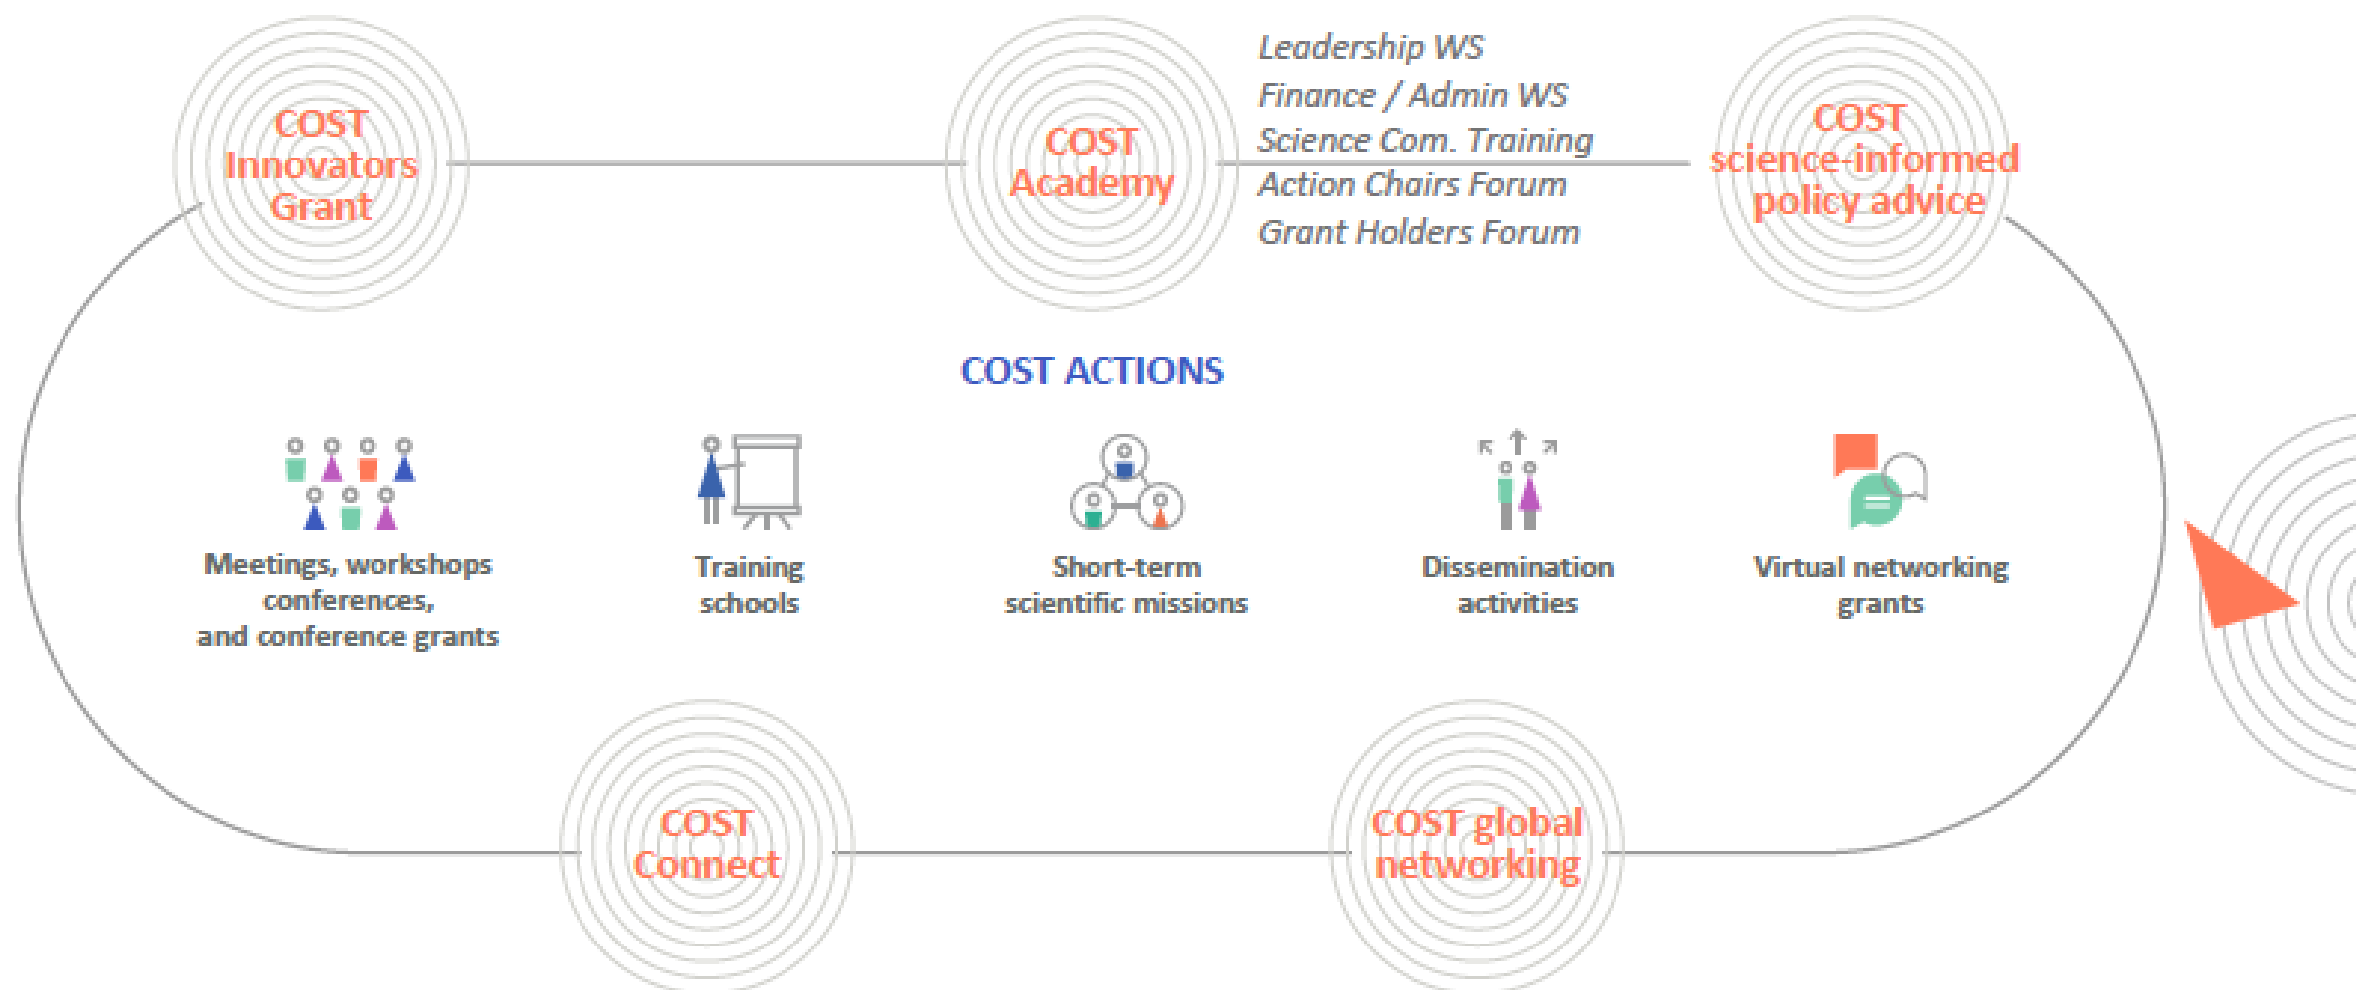 COST
Innovators
Grant
COST
Academy
Leadership WS
Finance / Admin WS
Science Com. Training
Action Chairs Forum
Grant Holders Forum
COST
science-informed
policy advice
COST ACTIONS
Meetings, workshops
conferences,
and conference grants
Training
schools
Short-term
scientific missions
Dissemination
activities
Virtual networking
grants
COST
Connect
COST global
networking